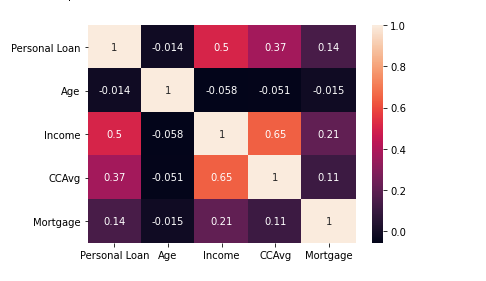 1.0
Personal Loan 1 -0.014 0.5 0.37 0.14
0.8
Age -0.014 1 -0.058 -0.051 -0.015
0.6
Income 0.5 -0.058 1 0.65 0.21
0.4
CCAvg 0.37 -0.051 0.65 1 0.11
0.2
Mortgage 0.14 -0.015 0.21 0.11 1
0.0
Personal Loan Age Income CCAvg Mortgage